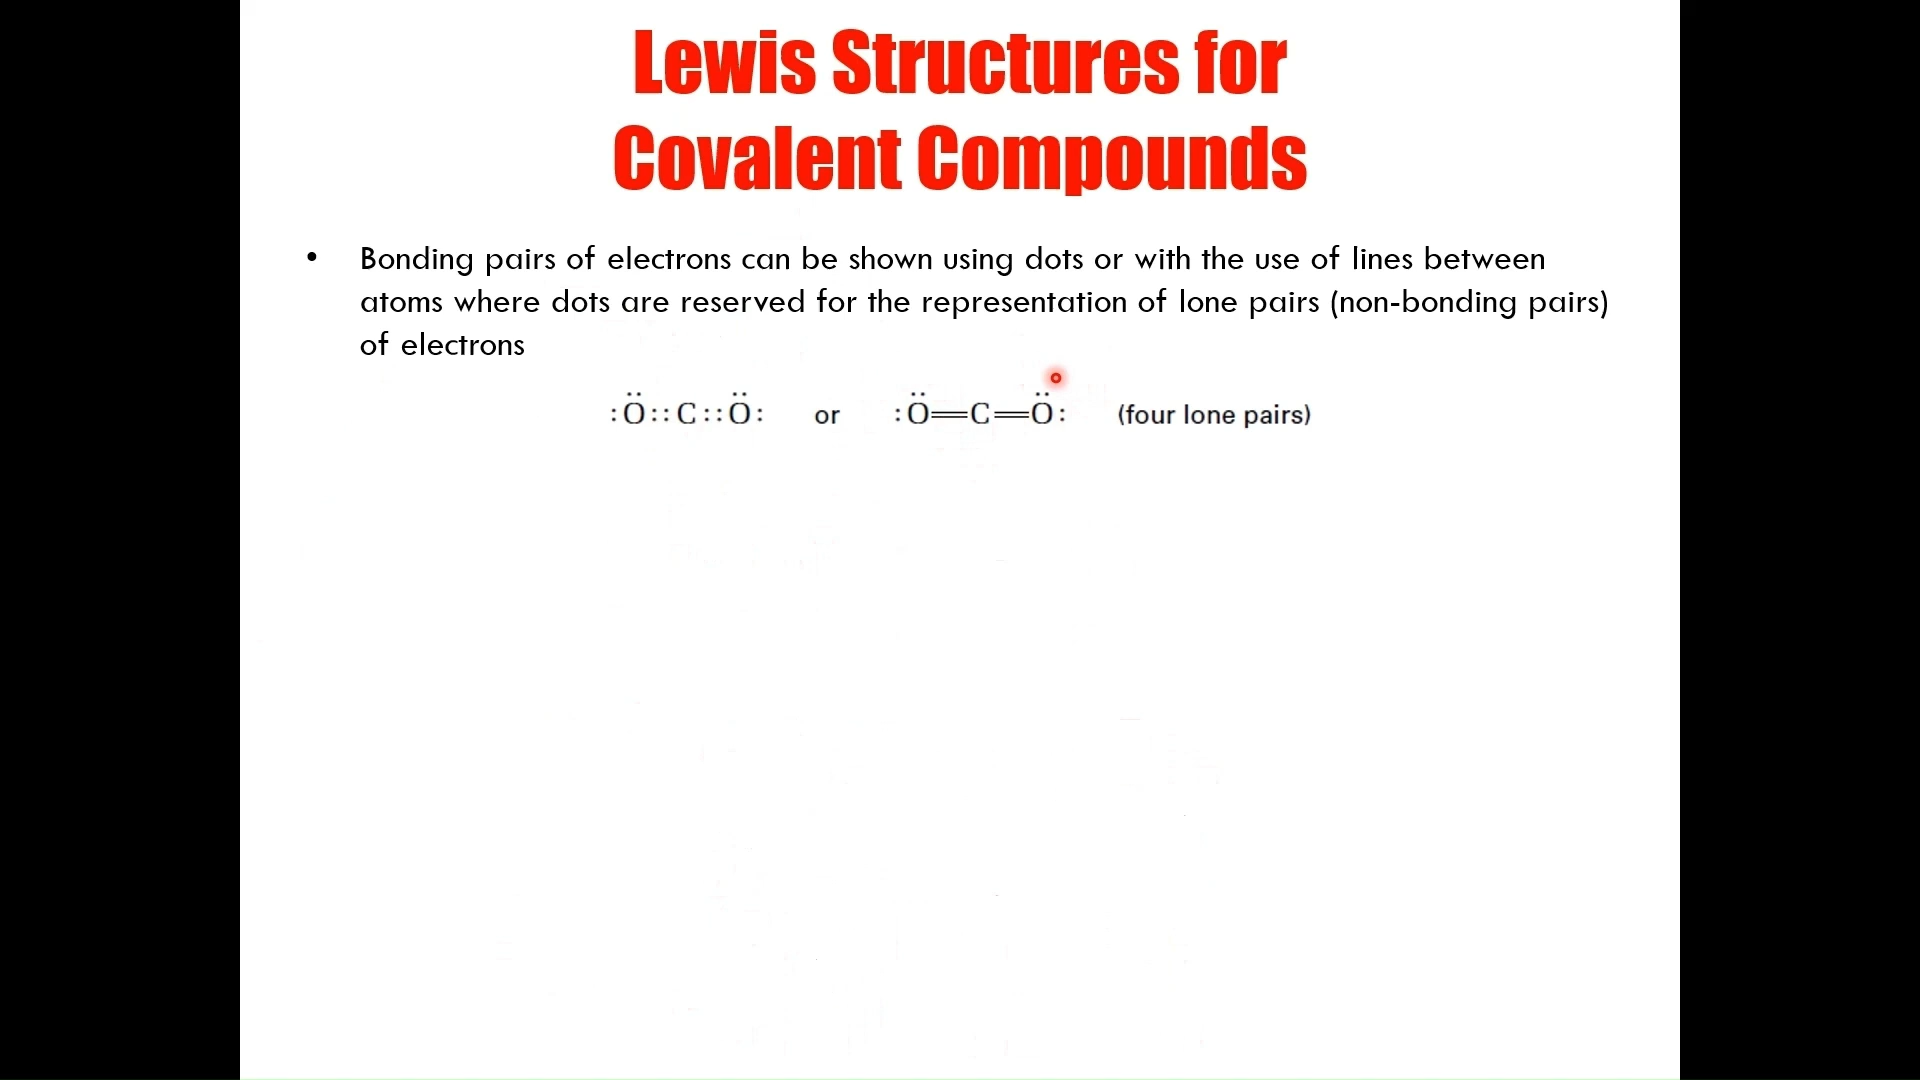 Lewis Structures for
Covalent Compounds
• Bonding pairs of electrons can be shown using dots or with the use of lines between
atoms where dots are reserved for the representation of lone pairs (non-bonding pairs)
of electrons
:Ö::C::Ö: or :Ö=C=Ö: (four lone pairs)